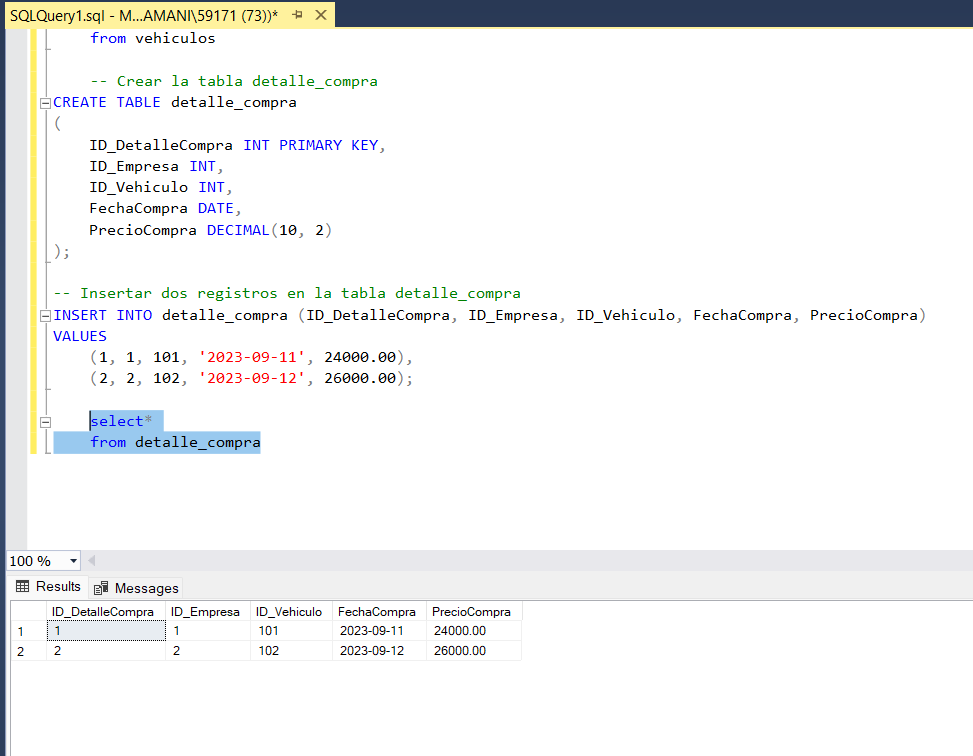 SQLQuery1.sql - M...AMANI\59171 (73))*
from vehiculos
-- Crear la tabla detalle_compra
CREATE TABLE detalle_compra
(
ID_DetalleCompra INT PRIMARY KEY,
ID_Empresa INT,
ID_Vehiculo INT,
FechaCompra DATE,
PrecioCompra DECIMAL(10, 2)
);
-- Insertar dos registros en la tabla detalle_compra
INSERT INTO detalle_compra (ID_DetalleCompra, ID_Empresa, ID_Vehiculo, FechaCompra, PrecioCompra)
VALUES
(1, 1, 101, '2023-09-11', 24000.00),
(2, 2, 102, '2023-09-12', 26000.00);
select*
from detalle_compra
100 %
Results Messages
ID_DetalleCompra ID_Empresa ID_Vehiculo FechaCompra PrecioCompra
1 1 1 101 2023-09-11 24000.00
2 2 2 102 2023-09-12 26000.00